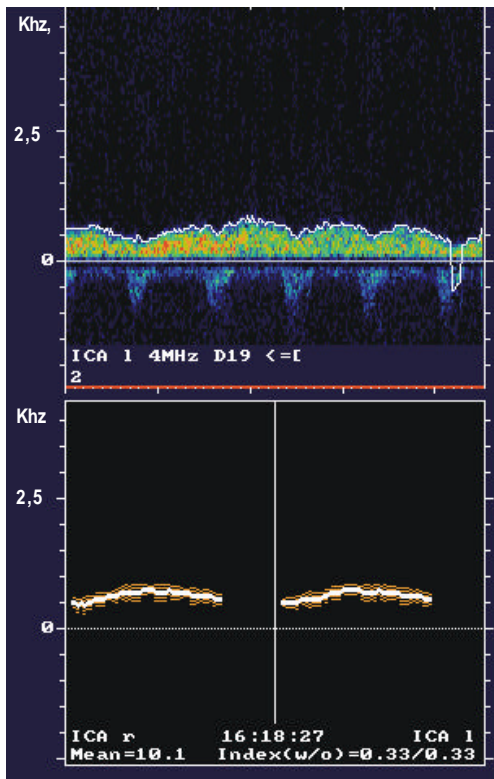 Khz,
2,5
0
ICA l 4MHz D19 <=[
2
Khz
2,5
0
ICA r 16:18:27 ICA l
Mean=10.1 Index(w/o)=0.33/0.33